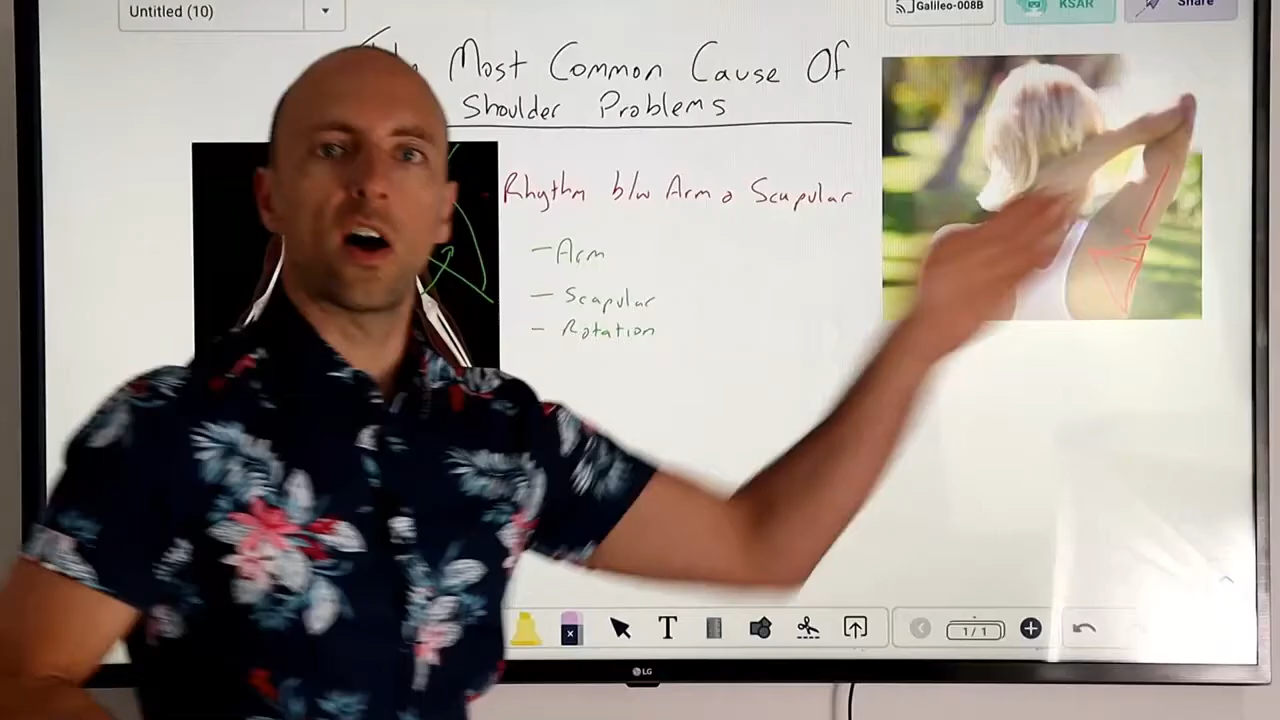 Untitled (10)
Galileo-008B
KSAR
Share
Most Common Cause Of
Shoulder Problems
Rhythm b/w Arm & Scapular
- Arm
- Scapular
- Rotation
T
1/1
LG